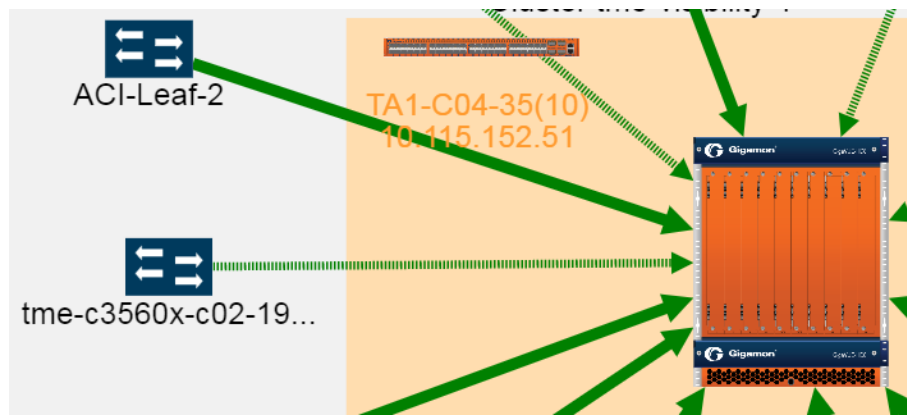 ACI-Leaf-2
TA1-C04-35(10)
10.115.152.51
Gigamon
tme-c3560x-c02-19...
Gigamon